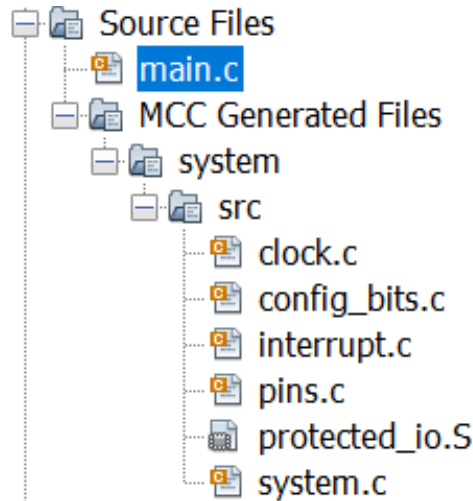 Source Files
main.c
MCC Generated Files
system
src
clock.c
config_bits.c
interrupt.c
pins.c
protected_io.S
system.c